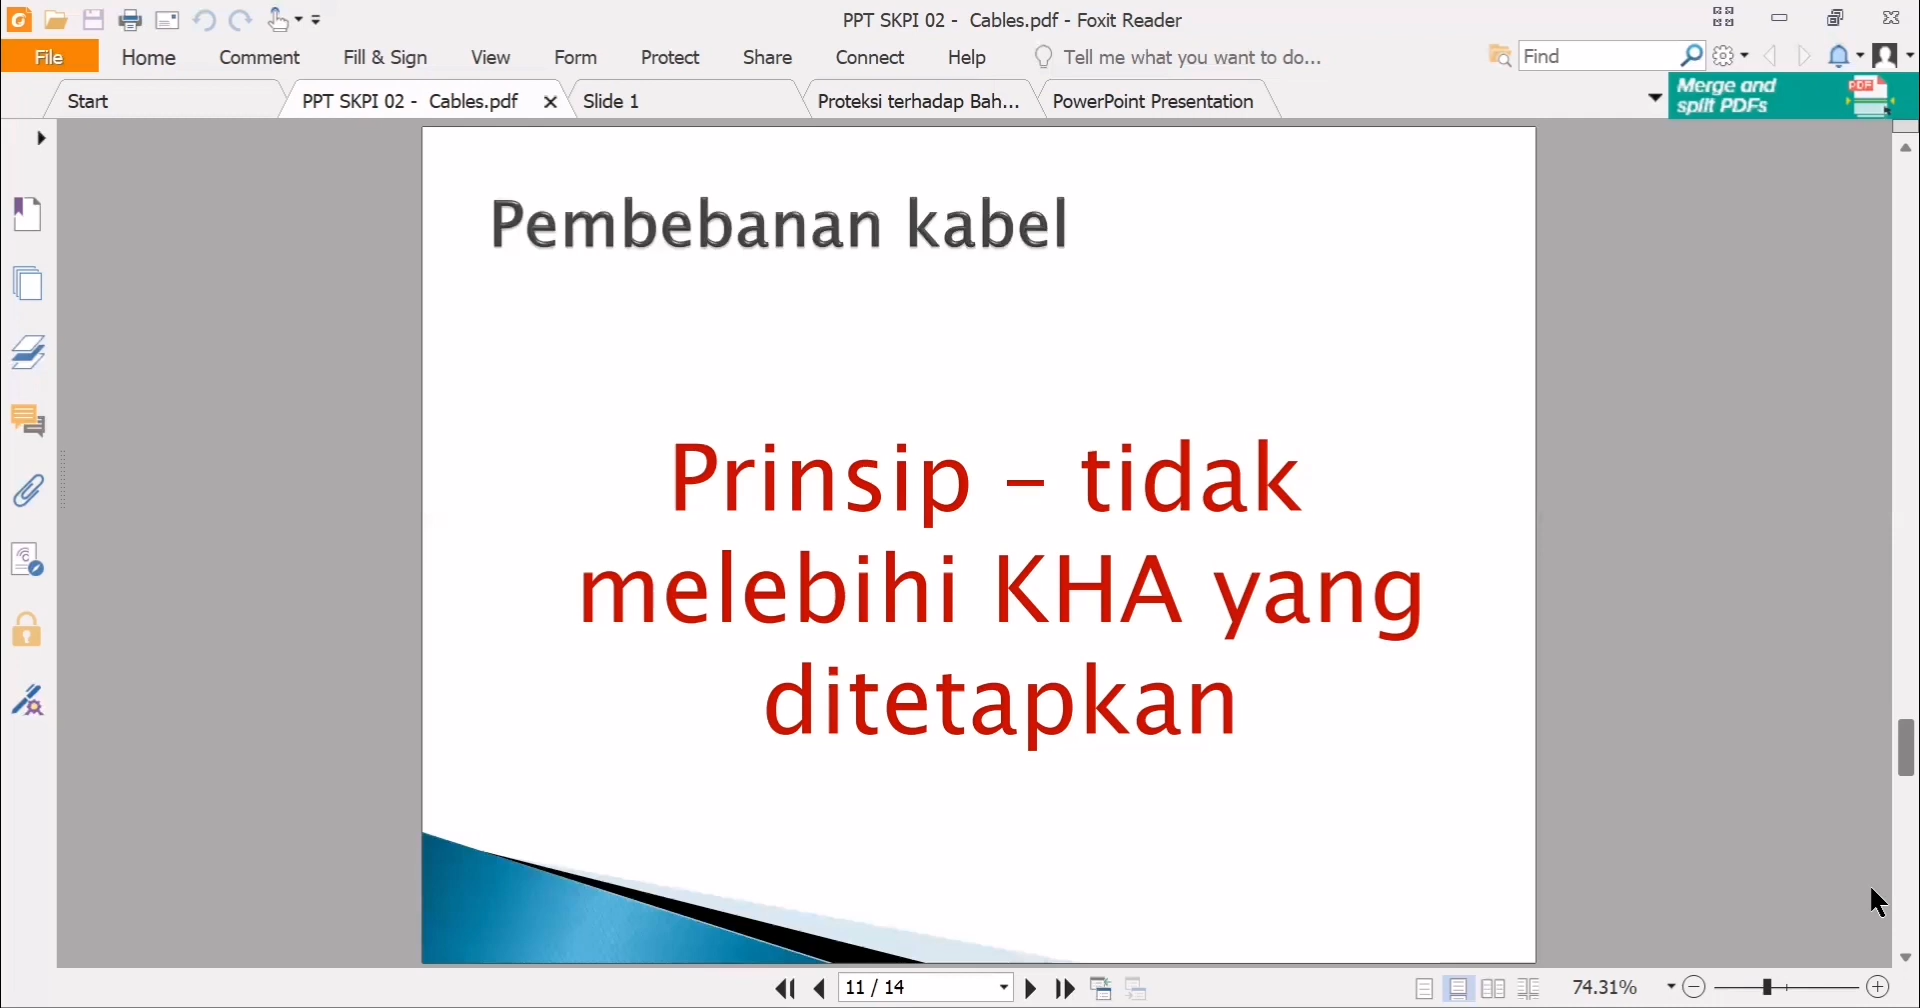 PPT SKPI 02 - Cables.pdf - Foxit Reader
File Home Comment Fill & Sign View Form Protect Share Connect Help Tell me what you want to do... Find
Start PPT SKPI 02 - Cables.pdf Slide 1 Proteksi terhadap Bah... PowerPoint Presentation
Merge and
split PDFs
PDF
Pembebanan kabel
Prinsip – tidak
melebihi KHA yang
ditetapkan
11 / 14 74.31%